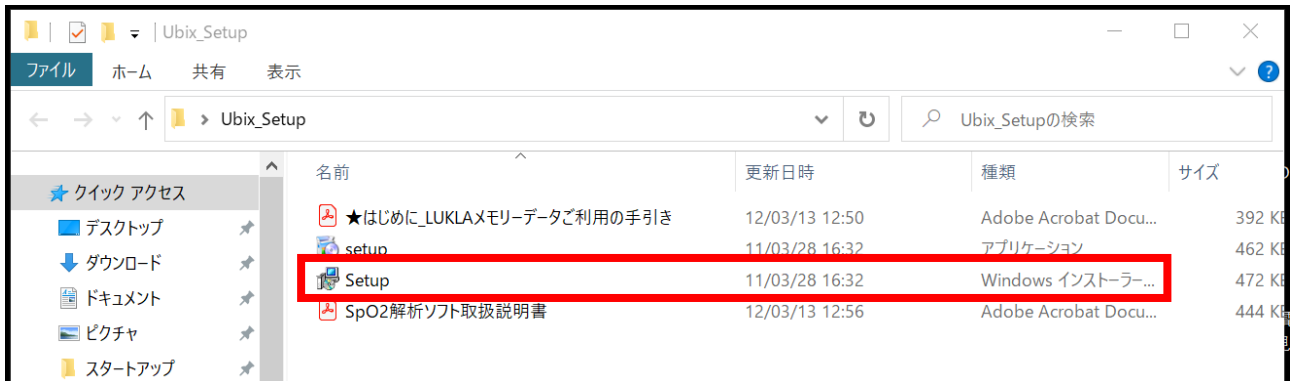 Ubix_Setup
ファイル ホーム 共有 表示
Ubix_Setup Ubix_Setupの検索
名前 更新日時 種類 サイズ
クイック アクセス
デスクトップ ★はじめに_LUKLAメモリーデータご利用の手引き 12/03/13 12:50 Adobe Acrobat Docu... 392 KB
setup 11/03/28 16:32 アプリケーション 462 KB
ダウンロード
Setup 11/03/28 16:32 Windows インストーラー... 472 KB
ドキュメント
SpO2解析ソフト取扱説明書 12/03/13 12:56 Adobe Acrobat Docu... 444 KB
ピクチャ
スタートアップ